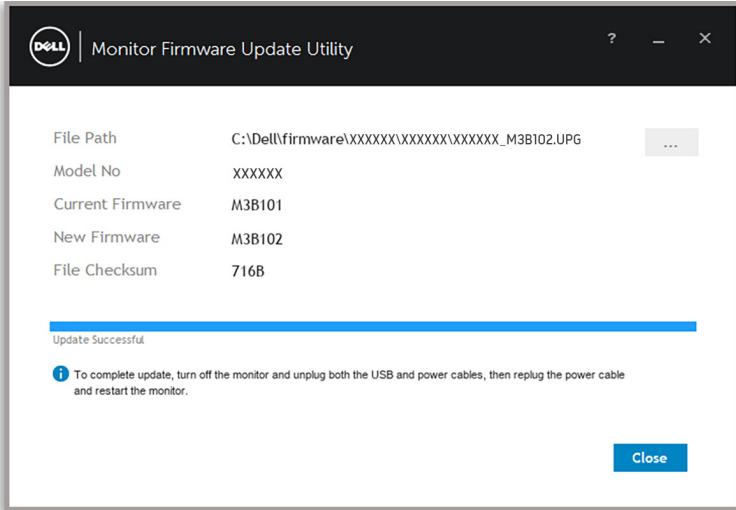 DELL Monitor Firmware Update Utility ? _ ×
File Path C:\Dell\firmware\XXXXXX\XXXXXX\XXXXXX_M3B102.UPG ...
Model No XXXXXX
Current Firmware M3B101
New Firmware M3B102
File Checksum 716B
Update Successful
i To complete update, turn off the monitor and unplug both the USB and power cables, then replug the power cable
and restart the monitor.
Close